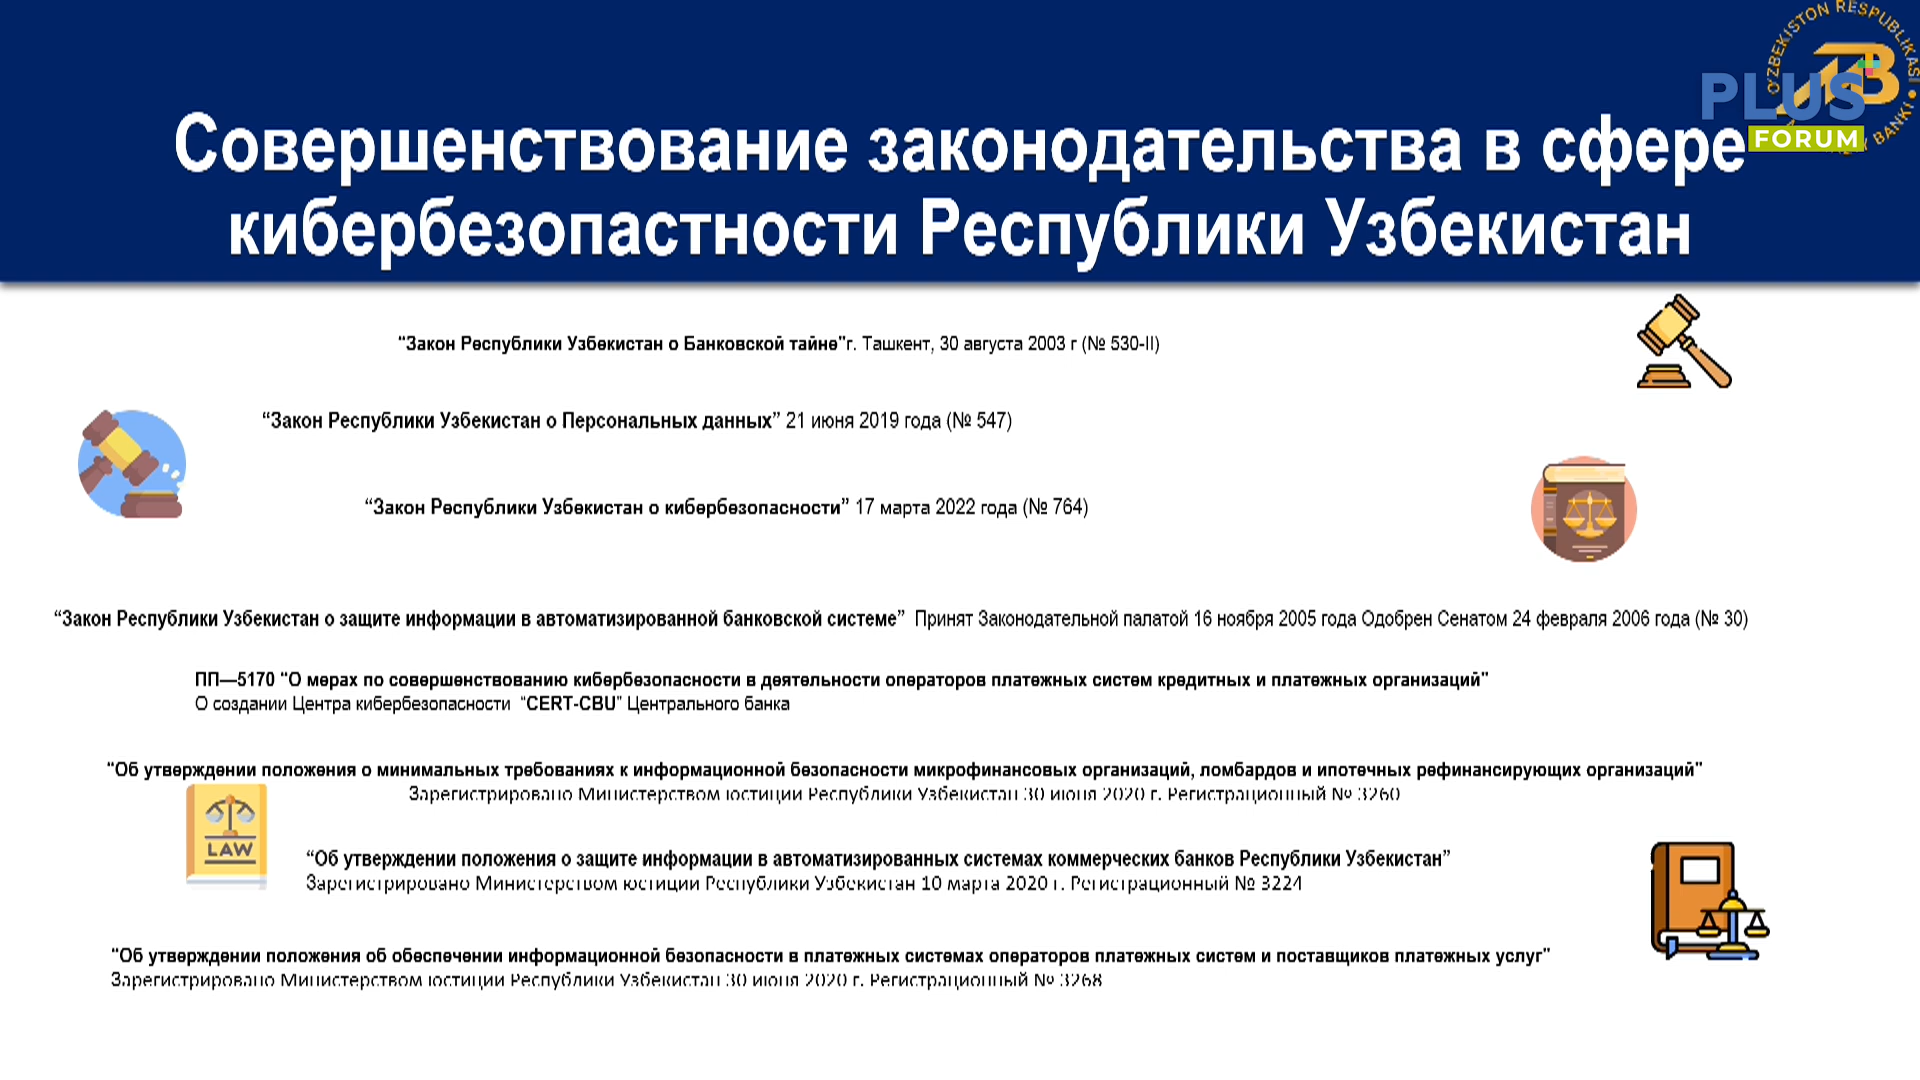 O'ZBEKISTON RESPUBLIKASI
BANKI
PLUS
FORUM
Совершенствование законодательства в сфере
кибербезопастности Республики Узбекистан
“Закон Республики Узбекистан о Банковской тайне”г. Ташкент, 30 августа 2003 г (№ 530-II)
“Закон Республики Узбекистан о Персональных данных” 21 июня 2019 года (№ 547)
“Закон Республики Узбекистан о кибербезопасности” 17 марта 2022 года (№ 764)
“Закон Республики Узбекистан о защите информации в автоматизированной банковской системе” Принят Законодательной палатой 16 ноября 2005 года Одобрен Сенатом 24 февраля 2006 года (№ 30)
ПП—5170 “О мерах по совершенствованию кибербезопасности в деятельности операторов платежных систем кредитных и платежных организаций”
О создании Центра кибербезопасности “CERT-CBU” Центрального банка
“Об утверждении положения о минимальных требованиях к информационной безопасности микрофинансовых организаций, ломбардов и ипотечных рефинансирующих организаций”
Зарегистрировано Министерством юстиции Республики Узбекистан 30 июня 2020 г. Регистрационный № 3260
LAW
“Об утверждении положения о защите информации в автоматизированных системах коммерческих банков Республики Узбекистан”
Зарегистрировано Министерством юстиции Республики Узбекистан 10 марта 2020 г. Регистрационный № 3224
“Об утверждении положения об обеспечении информационной безопасности в платежных системах операторов платежных систем и поставщиков платежных услуг”
Зарегистрировано Министерством юстиции Республики Узбекистан 30 июня 2020 г. Регистрационный № 3268